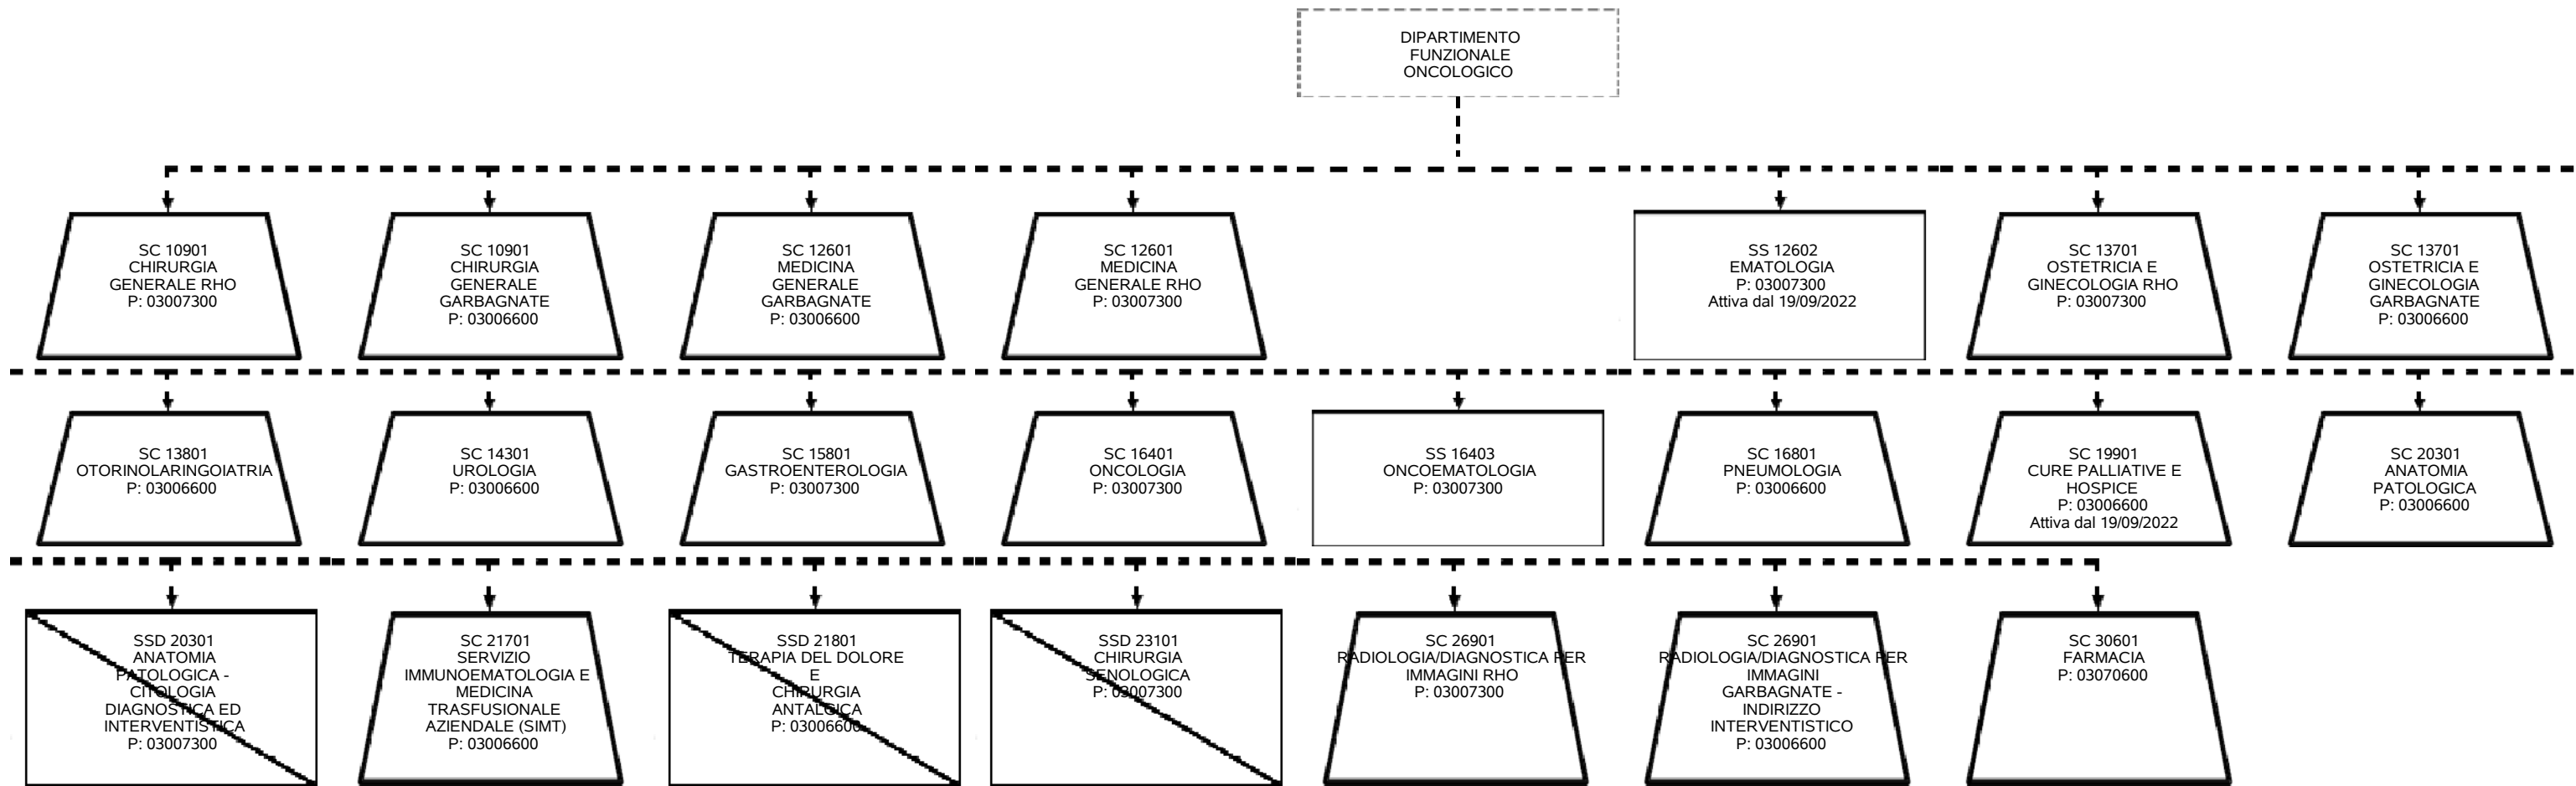 DIPARTIMENTO
FUNZIONALE
ONCOLOGICO
SC 10901
CHIRURGIA
GENERALE RHO
P: 03007300
SC 10901
CHIRURGIA
GENERALE
GARBAGNATE
P: 03006600
SC 12601
MEDICINA
GENERALE
GARBAGNATE
P: 03006600
SC 12601
MEDICINA
GENERALE RHO
P: 03007300
SS 12602
EMATOLOGIA
P: 03007300
Attiva dal 19/09/2022
SC 13701
OSTETRICIA E
GINECOLOGIA RHO
P: 03007300
SC 13701
OSTETRICIA E
GINECOLOGIA
GARBAGNATE
P: 03006600
SC 13801
OTORINOLARINGOIATRIA
P: 03006600
SC 14301
UROLOGIA
P: 03006600
SC 15801
GASTROENTEROLOGIA
P: 03007300
SC 16401
ONCOLOGIA
P: 03007300
SS 16403
ONCOEMATOLOGIA
P: 03007300
SC 16801
PNEUMOLOGIA
P: 03006600
SC 19901
CURE PALLIATIVE E
HOSPICE
P: 03006600
Attiva dal 19/09/2022
SC 20301
ANATOMIA
PATOLOGICA
P: 03006600
SSD 20301
ANATOMIA
PATOLOGICA -
CITOLOGIA
DIAGNOSTICA ED
INTERVENTISTICA
P: 03007300
SC 21701
SERVIZIO
IMMUNOEMATOLOGIA E
MEDICINA
TRASFUSIONALE
AZIENDALE (SIMT)
P: 03006600
SSD 21801
TERAPIA DEL DOLORE
E
CHIRURGIA
ANTALGICA
P: 03006600
SSD 23101
CHIRURGIA
SENOLOGICA
P: 03007300
SC 26901
RADIOLOGIA/DIAGNOSTICA PER
IMMAGINI RHO
P: 03007300
SC 26901
RADIOLOGIA/DIAGNOSTICA PER
IMMAGINI
GARBAGNATE -
INDIRIZZO
INTERVENTISTICO
P: 03006600
SC 30601
FARMACIA
P: 03070600